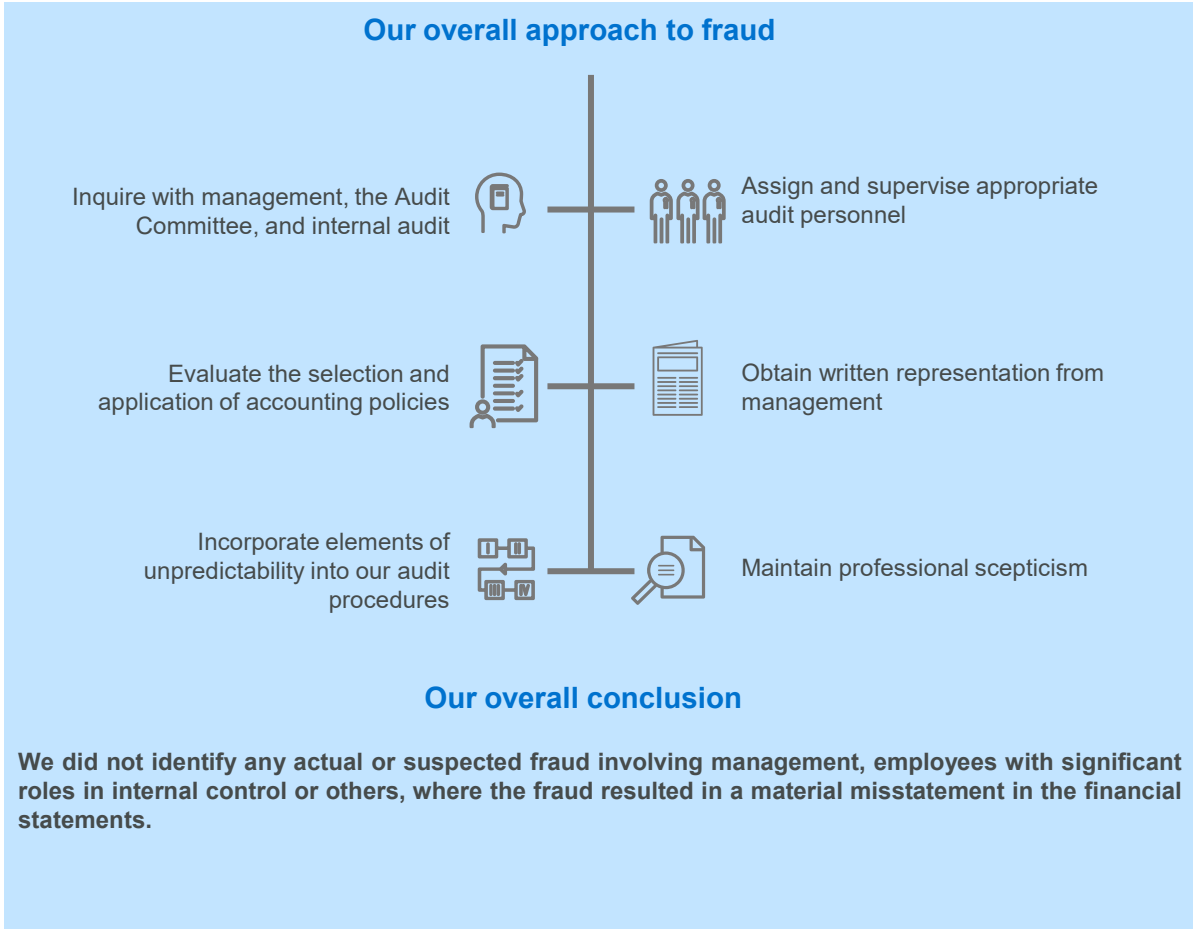 Our overall approach to fraud
Inquire with management, the Audit
Committee, and internal audit
Assign and supervise appropriate
audit personnel
Evaluate the selection and
application of accounting policies
Obtain written representation from
management
Incorporate elements of
unpredictability into our audit
procedures
I
II
III
IV
Maintain professional scepticism
Our overall conclusion
We did not identify any actual or suspected fraud involving management, employees with significant
roles in internal control or others, where the fraud resulted in a material misstatement in the financial
statements.